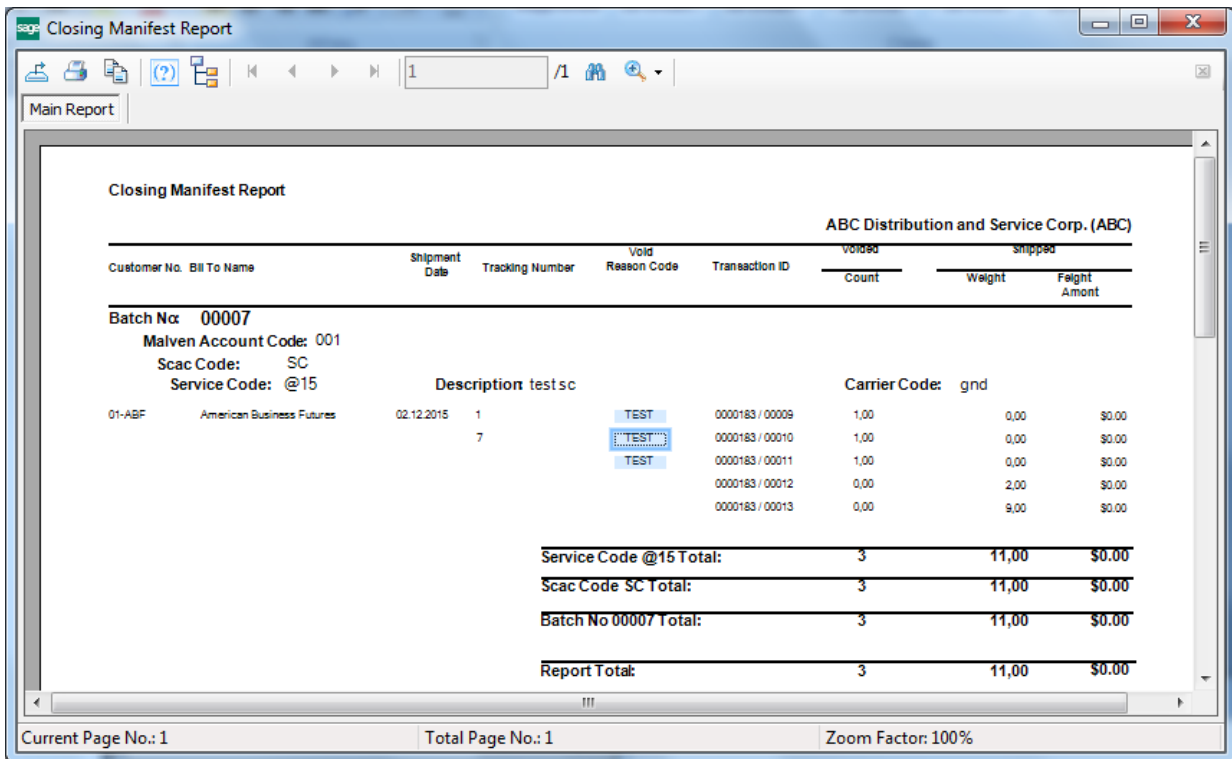 sage Closing Manifest Report
1 /1
Main Report
Closing Manifest Report
ABC Distribution and Service Corp. (ABC)
Customer No. Bill To Name Shipment Date Tracking Number Void Reason Code Transaction ID Voided Count Shipped Weight Feight Amont
Batch No: 00007
Malven Account Code: 001
Scac Code: SC
Service Code: @15 Description test sc Carrier Code: gnd
01-ABF American Business Futures 02.12.2015 1 TEST 0000183 / 00009 1,00 0,00 $0.00
7 TEST 0000183 / 00010 1,00 0,00 $0.00
TEST 0000183 / 00011 1,00 0,00 $0.00
0000183 / 00012 0,00 2,00 $0.00
0000183 / 00013 0,00 9,00 $0.00
Service Code @15 Total: 3 11,00 $0.00
Scac Code SC Total: 3 11,00 $0.00
Batch No 00007 Total: 3 11,00 $0.00
Report Total: 3 11,00 $0.00
Current Page No.: 1 Total Page No.: 1 Zoom Factor: 100%